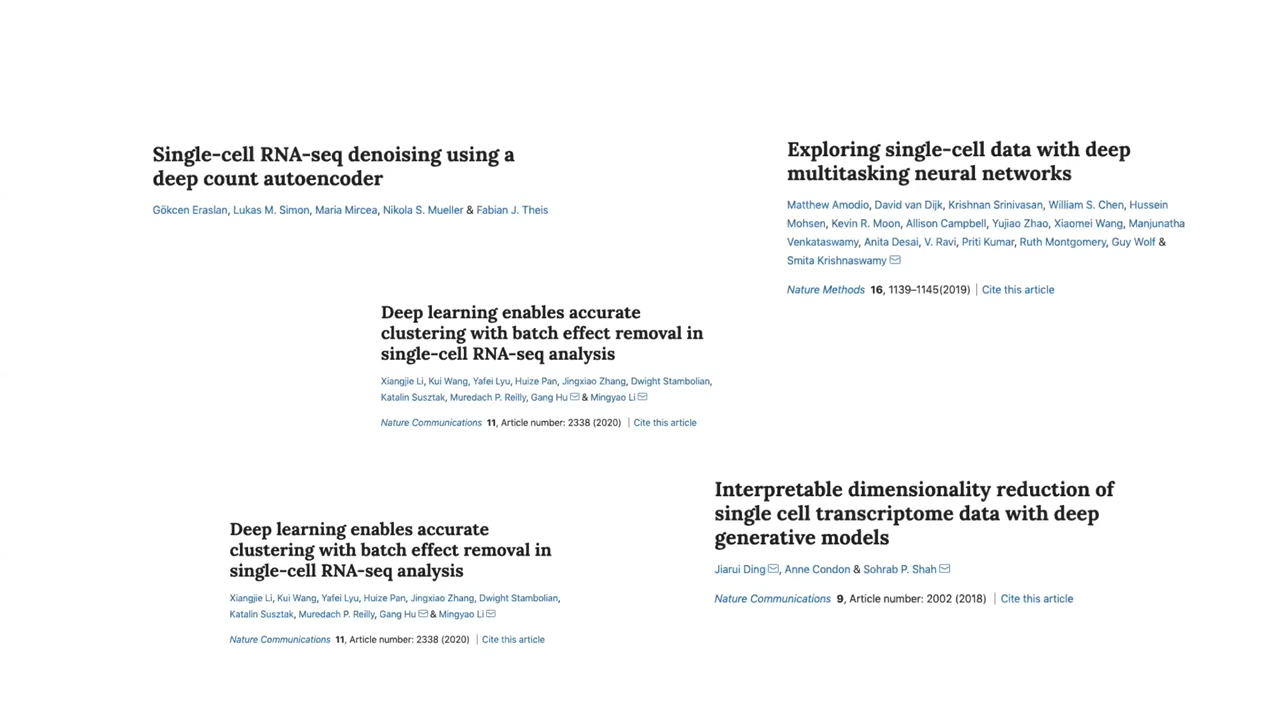 Single-cell RNA-seq denoising using a
deep count autoencoder
Gökcen Eraslan, Lukas M. Simon, Maria Mircea, Nikola S. Mueller & Fabian J. Theis
Exploring single-cell data with deep
multitasking neural networks
Matthew Amodio, David van Dijk, Krishnan Srinivasan, William S. Chen, Hussein
Mohsen, Kevin R. Moon, Allison Campbell, Yujiao Zhao, Xiaomei Wang, Manjunatha
Venkataswamy, Anita Desai, V. Ravi, Priti Kumar, Ruth Montgomery, Guy Wolf &
Smita Krishnaswamy
Nature Methods 16, 1139–1145(2019) | Cite this article
Deep learning enables accurate
clustering with batch effect removal in
single-cell RNA-seq analysis
Xiangjie Li, Kui Wang, Yafei Lyu, Huize Pan, Jingxiao Zhang, Dwight Stambolian,
Katalin Susztak, Muredach P. Reilly, Gang Hu & Mingyao Li
Nature Communications 11, Article number: 2338 (2020) | Cite this article
Deep learning enables accurate
clustering with batch effect removal in
single-cell RNA-seq analysis
Xiangjie Li, Kui Wang, Yafei Lyu, Huize Pan, Jingxiao Zhang, Dwight Stambolian,
Katalin Susztak, Muredach P. Reilly, Gang Hu & Mingyao Li
Nature Communications 11, Article number: 2338 (2020) | Cite this article
Interpretable dimensionality reduction of
single cell transcriptome data with deep
generative models
Jiarui Ding, Anne Condon & Sohrab P. Shah
Nature Communications 9, Article number: 2002 (2018) | Cite this article